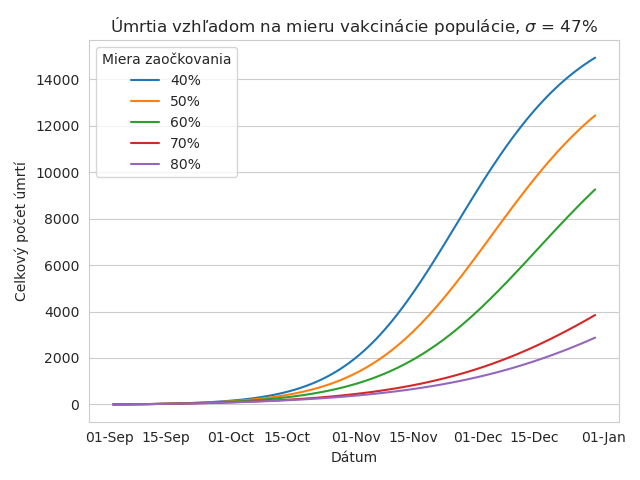 Úmrtia vzhľadom na mieru vakcinácie populácie, σ = 47%
Miera zaočkovania
40%
50%
60%
70%
80%
Celkový počet úmrtí
14000
12000
10000
8000
6000
4000
2000
0
01-Sep 15-Sep 01-Oct 15-Oct 01-Nov 15-Nov 01-Dec 15-Dec 01-Jan
Dátum